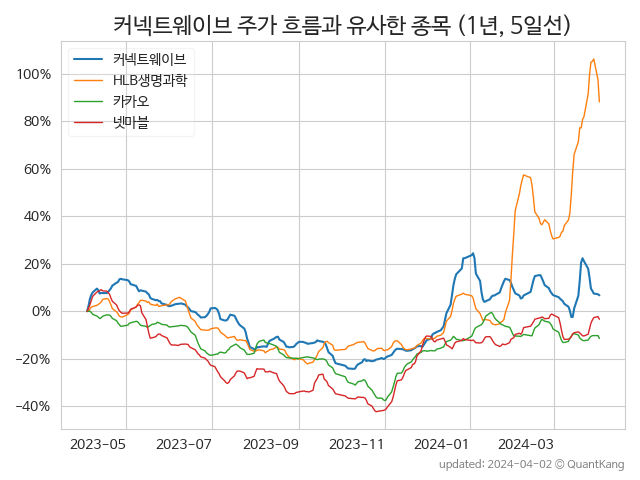 커넥트웨이브 주가 흐름과 유사한 종목 (1년, 5일선)
커넥트웨이브
HLB생명과학
카카오
넷마블
100%
80%
60%
40%
20%
0%
−20%
−40%
2023-05 2023-07 2023-09 2023-11 2024-01 2024-03
updated: 2024-04-02 © QuantKang